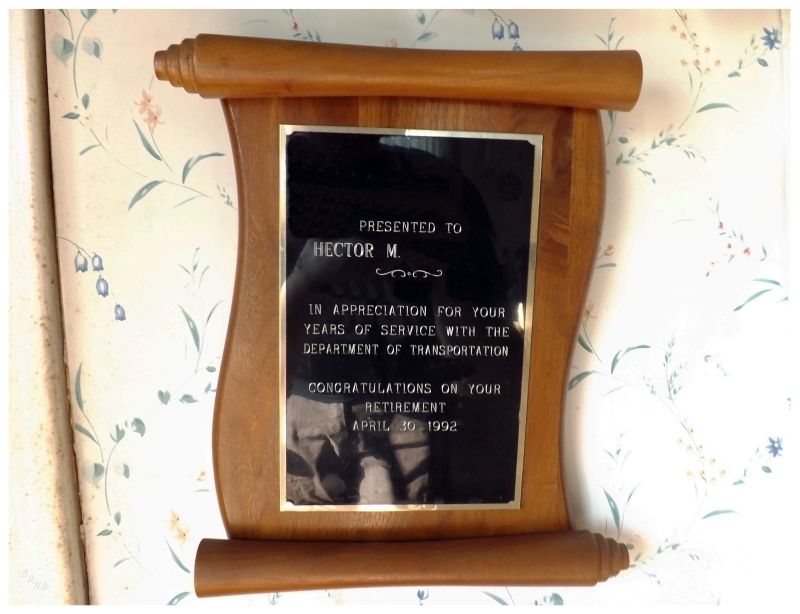 PRESENTED TO
HECTOR M.
IN APPRECIATION FOR YOUR
YEARS OF SERVICE WITH THE
DEPARTMENT OF TRANSPORTATION
CONGRATULATIONS ON YOUR
RETIREMENT
APRIL 30 1992